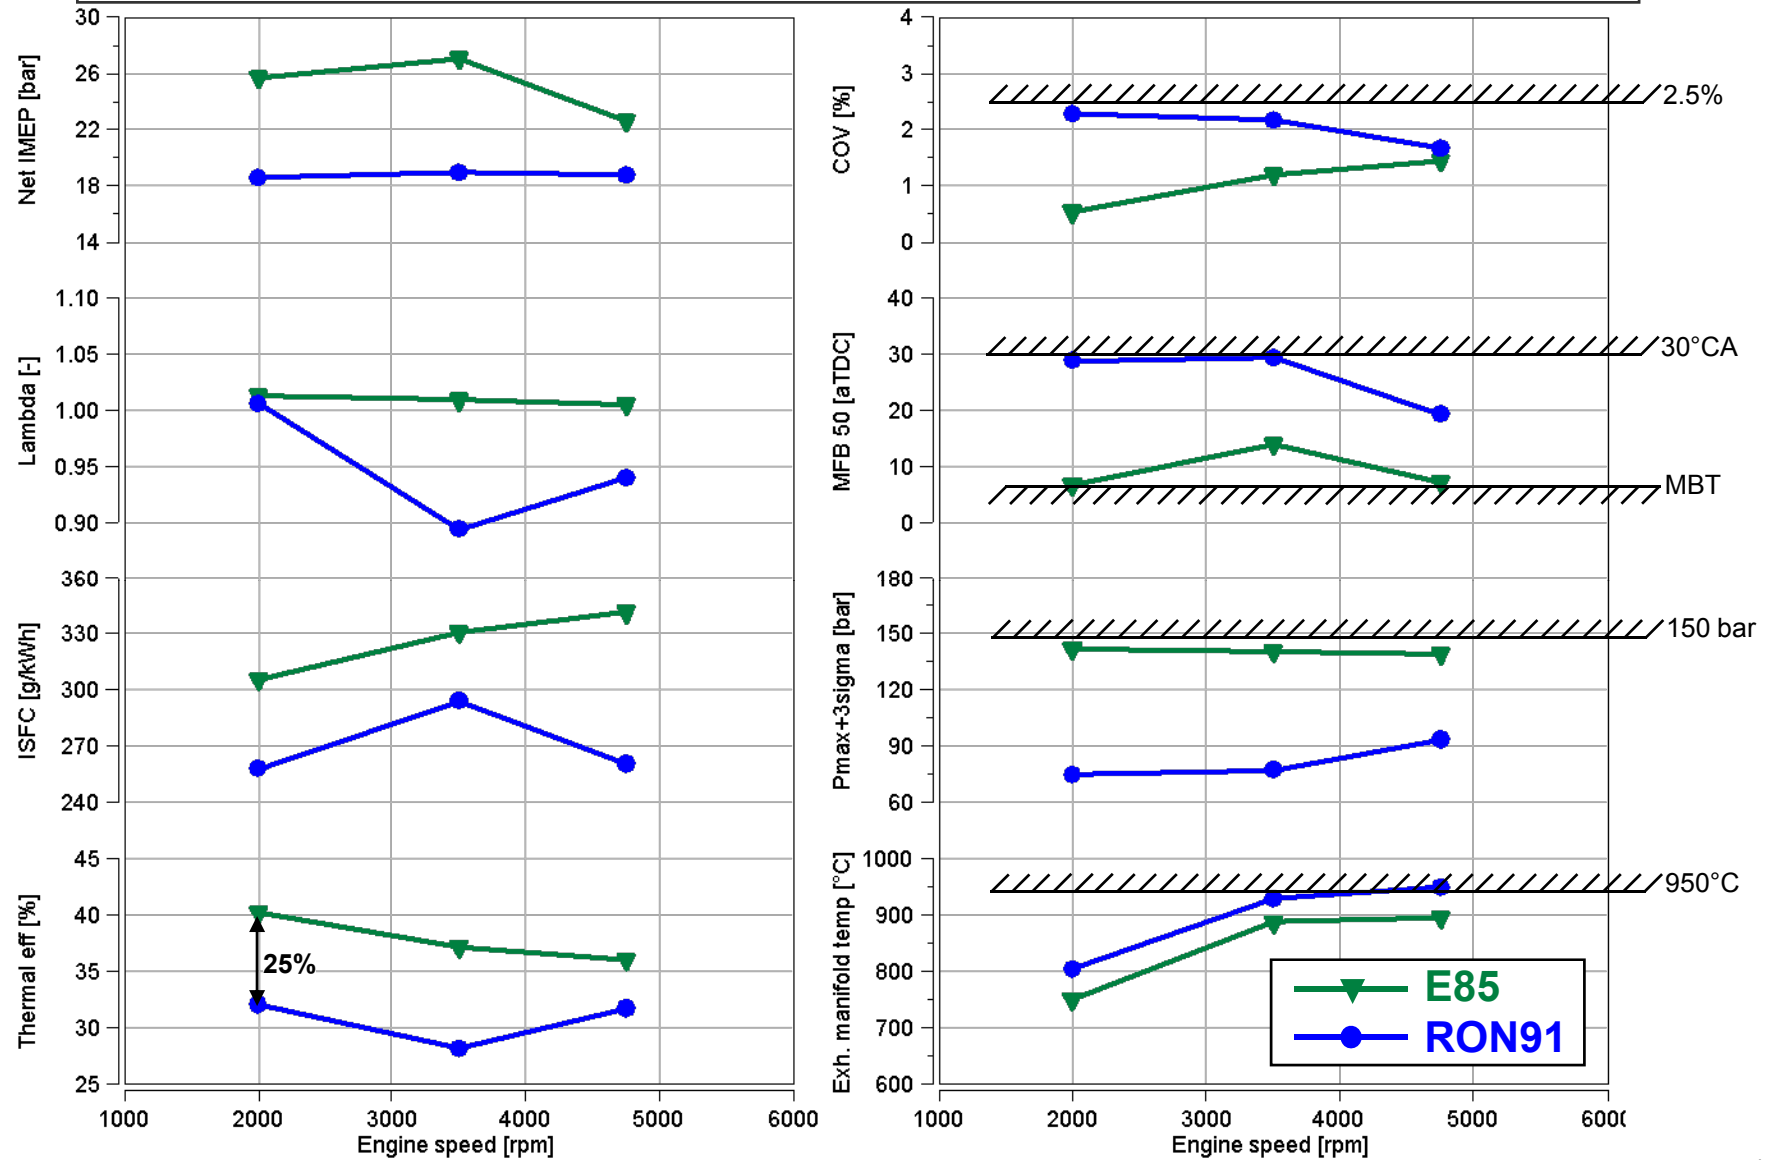 Net IMEP [bar]
30
26
22
18
14
Lambda [-]
1.10
1.05
1.00
0.95
0.90
ISFC [g/kWh]
360
330
300
270
240
Thermal eff [%]
45
40
35
30
25
25%
1000 2000 3000 4000 5000 6000
Engine speed [rpm]
COV [%]
4
3
2
1
0
2.5%
MFB 50 [aTDC]
40
30
20
10
0
30°CA
MBT
Pmax+3sigma [bar]
180
150
120
90
60
150 bar
Exh. manifold temp [°C]
1000
900
800
700
600
950°C
E85
RON91
1000 2000 3000 4000 5000 600
Engine speed [rpm]